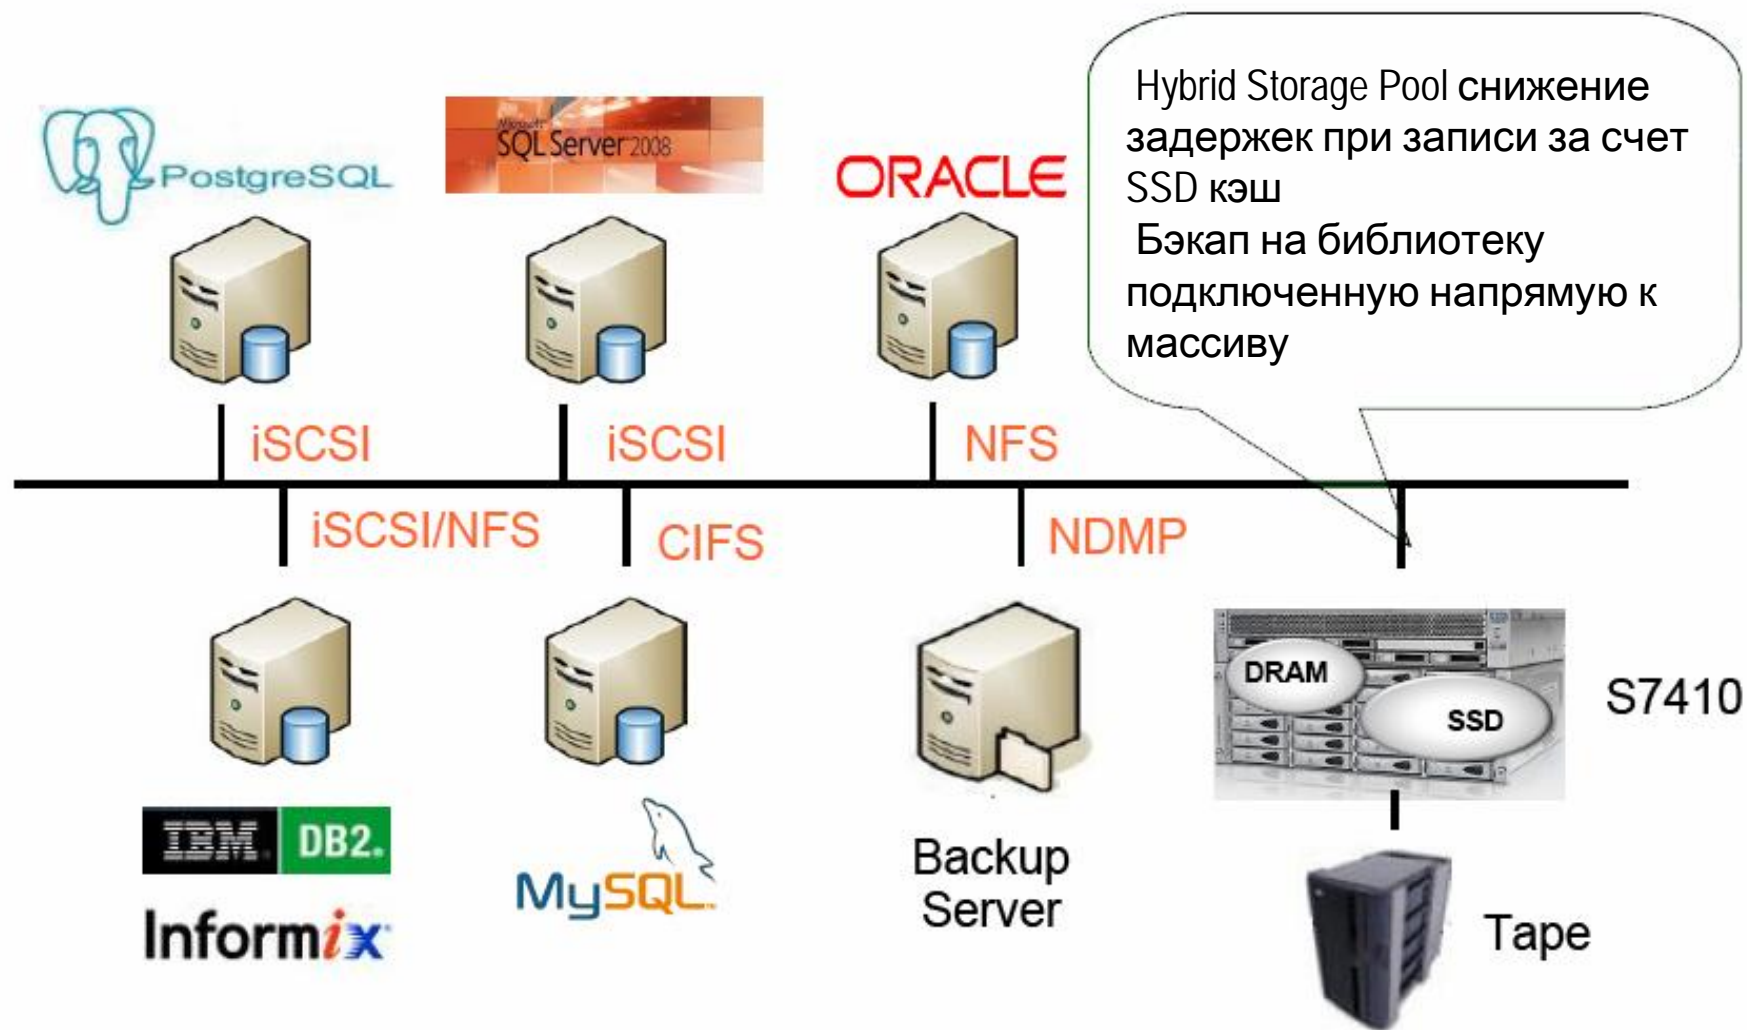 PostgreSQL
Microsoft
SQL Server 2008
ORACLE
Hybrid Storage Pool снижение
задержек при записи за счет
SSD кэш
Бэкап на библиотеку
подключенную напрямую к
массиву
iSCSI
iSCSI
NFS
iSCSI/NFS
CIFS
NDMP
DRAM
SSD
S7410
IBM. DB2.
Informix
MySQL
Backup
Server
Tape